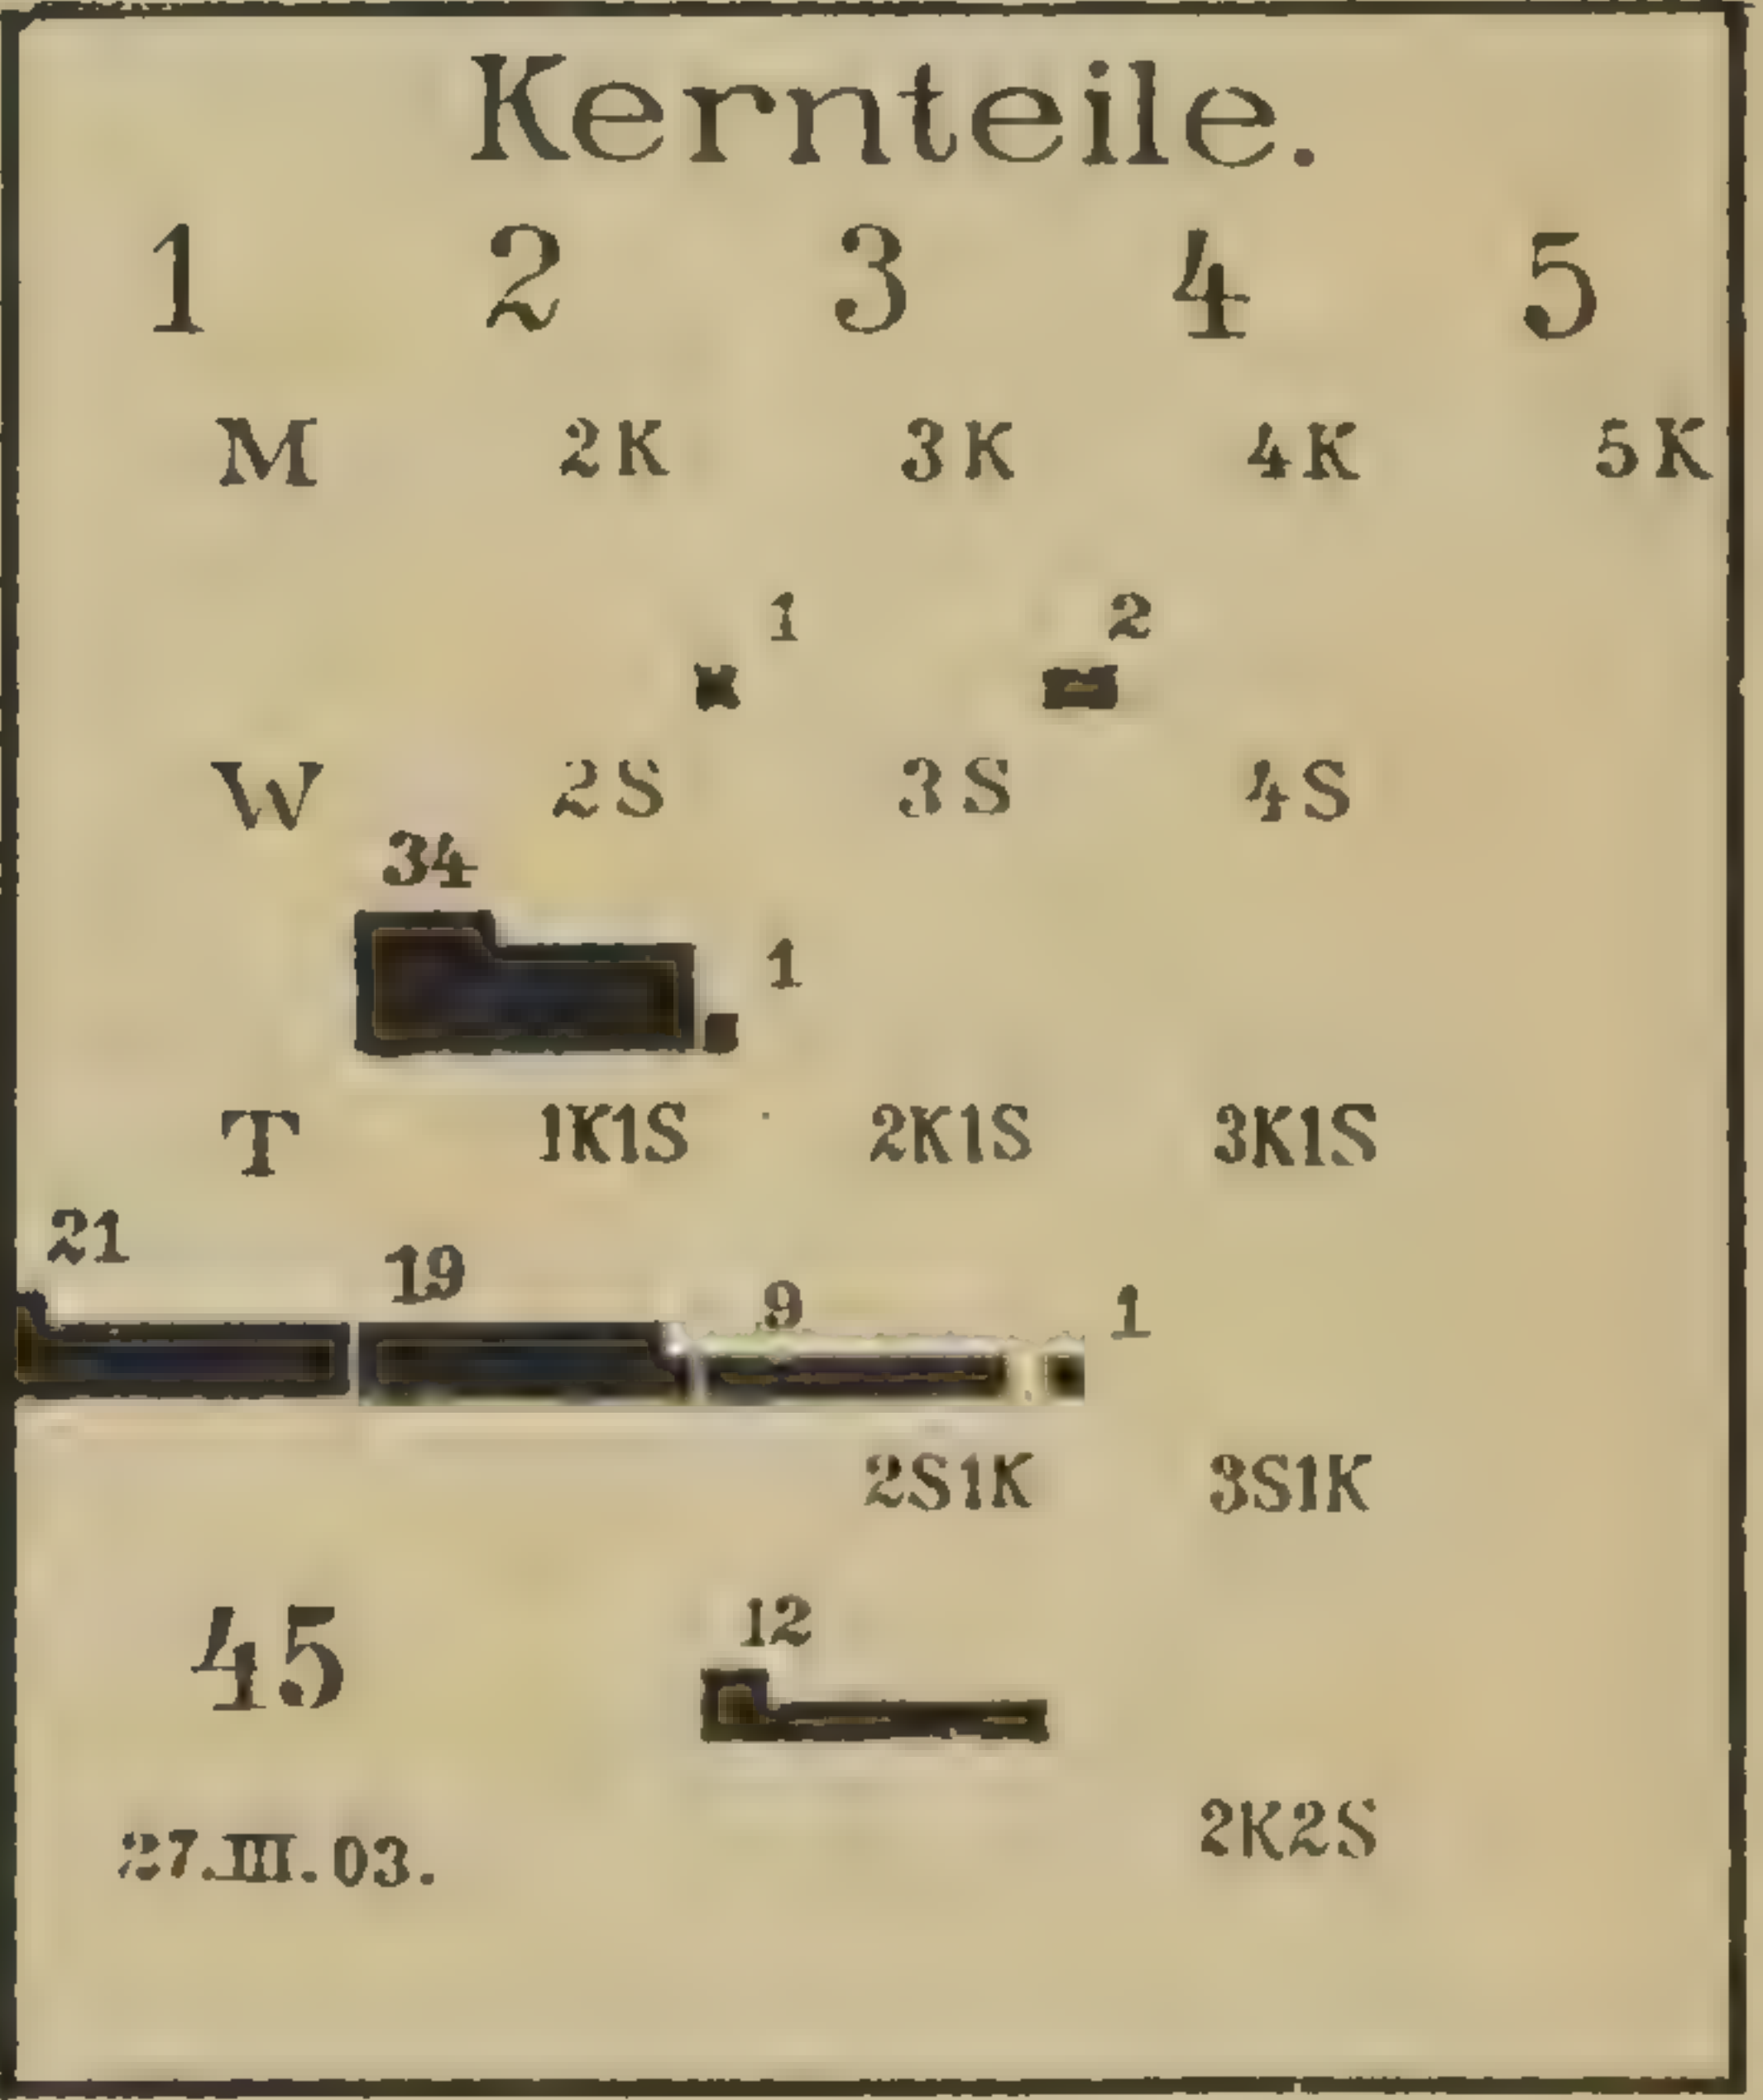 Kernteile.
1 2 3 4 5
M 2K 3K 4K 5K
1 2
W 2S 3S 4S
34
1
T 1K1S 2K1S 3K1S
21 19 9 1
2S1K 3S1K
45 12
27.III.03. 2K2S